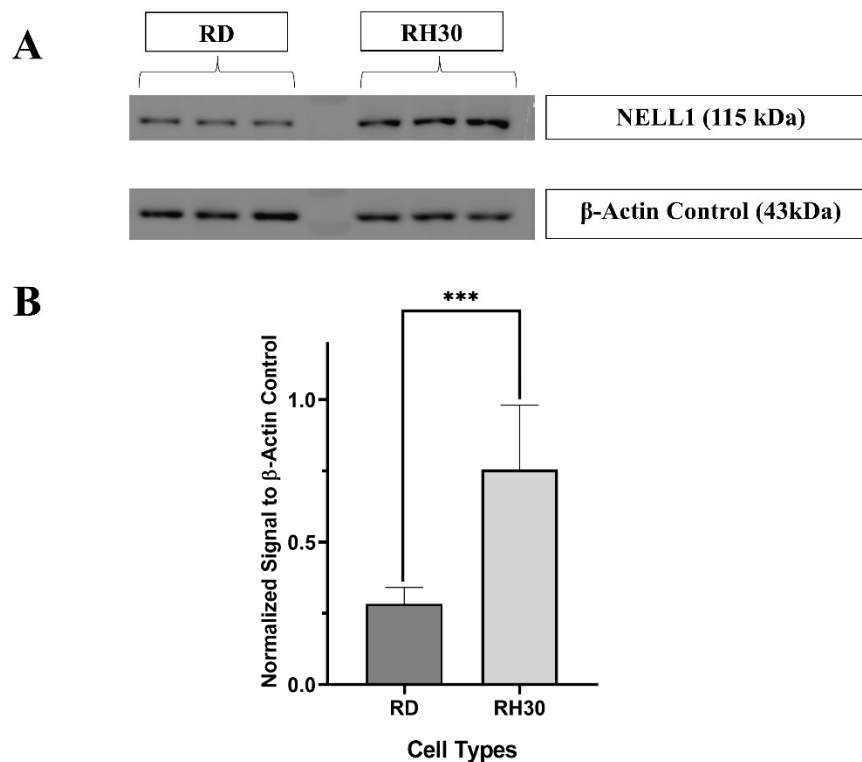 A
RD
RH30
NELL1 (115 kDa)
β-Actin Control (43kDa)
B
***
Normalized Signal to β-Actin Control
1.0
0.5
0.0
RD
RH30
Cell Types